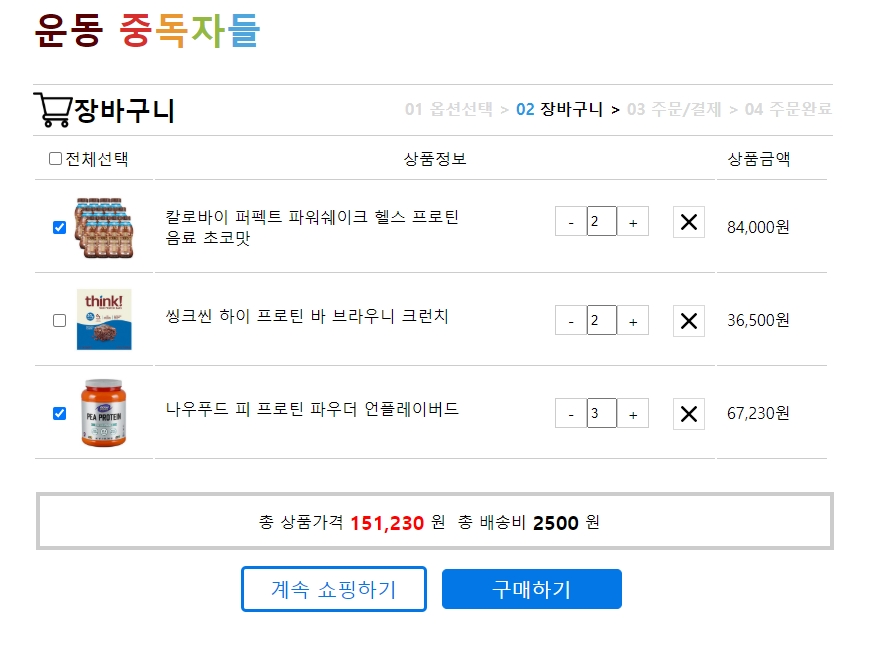 운동 중독자들
장바구니
01 옵션선택 > 02 장바구니 > 03 주문/결제 > 04 주문완료
전체선택 상품정보 상품금액
칼로바이 퍼펙트 파워쉐이크 헬스 프로틴
음료 초코맛
- 2 + 84,000원
think!
씽크씬 하이 프로틴 바 브라우니 크런치
- 2 + 36,500원
PEA PROTEIN
나우푸드 피 프로틴 파우더 언플레이버드
- 3 + 67,230원
총 상품가격 151,230 원 총 배송비 2500 원
계속 쇼핑하기 구매하기